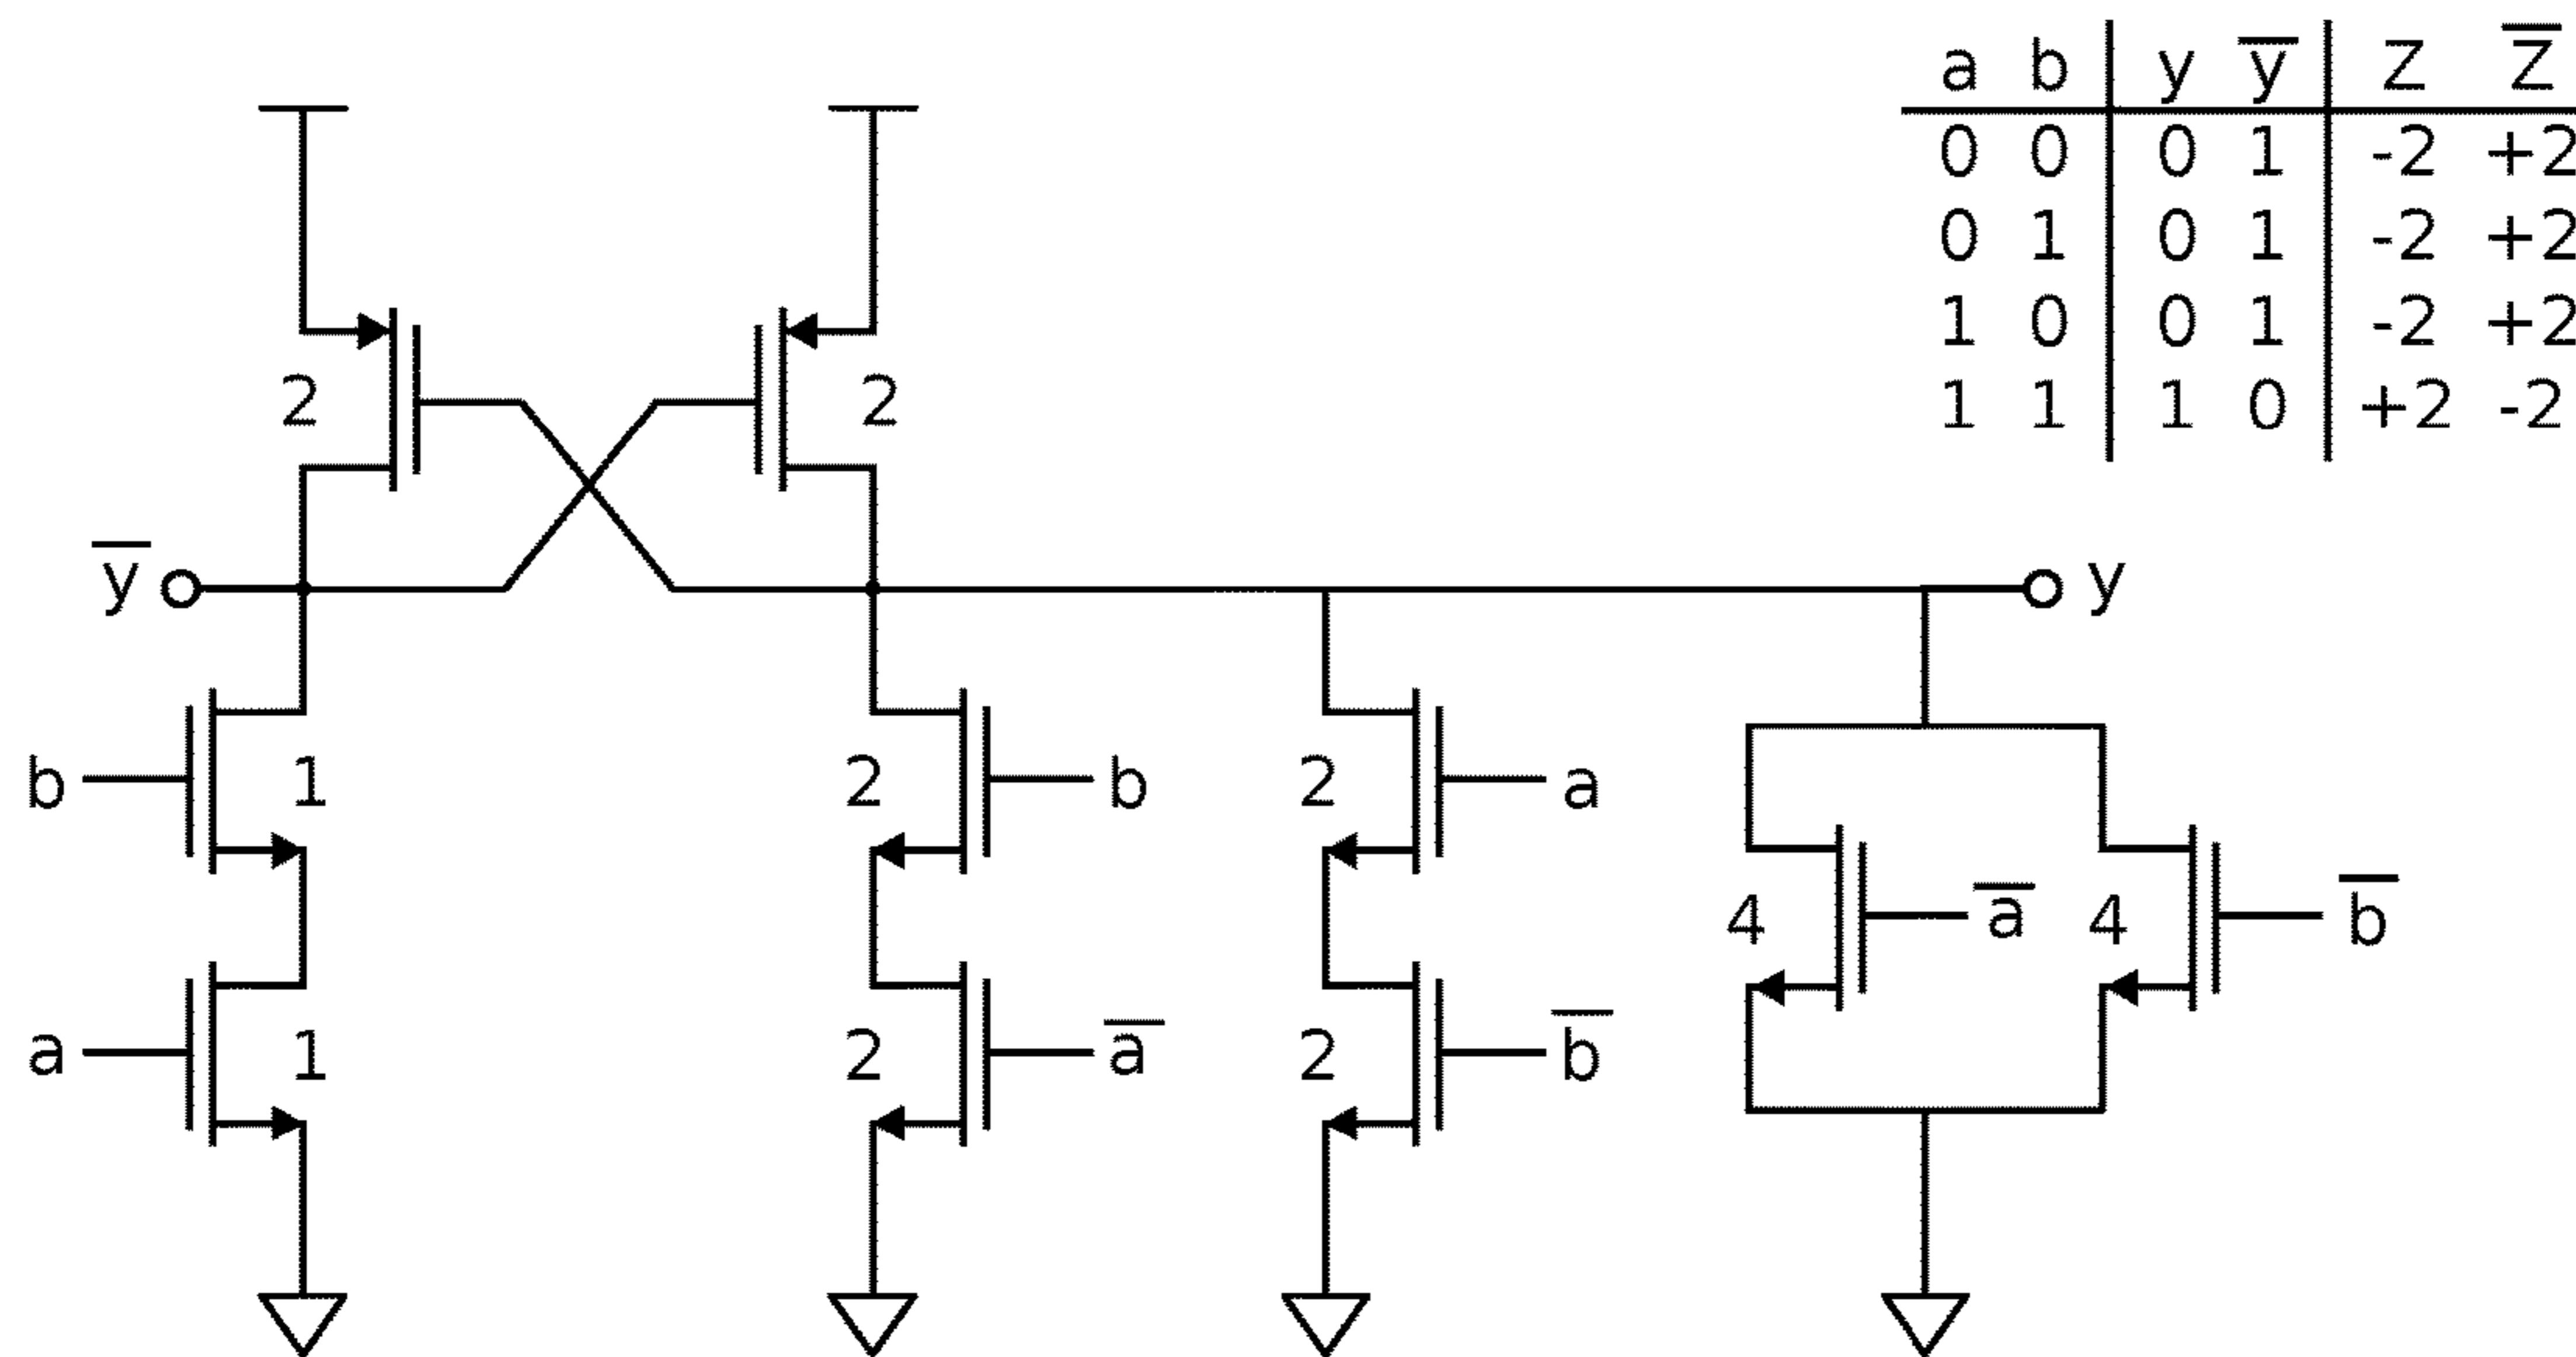 a b y y̅ Z Z̅
0 0 0 1 -2 +2
0 1 0 1 -2 +2
1 0 0 1 -2 +2
1 1 1 0 +2 -2
2 2
y̅ y
b 1 2 b 2 a
4 a̅ 4 b̅
a 1 2 a̅ 2 b̅